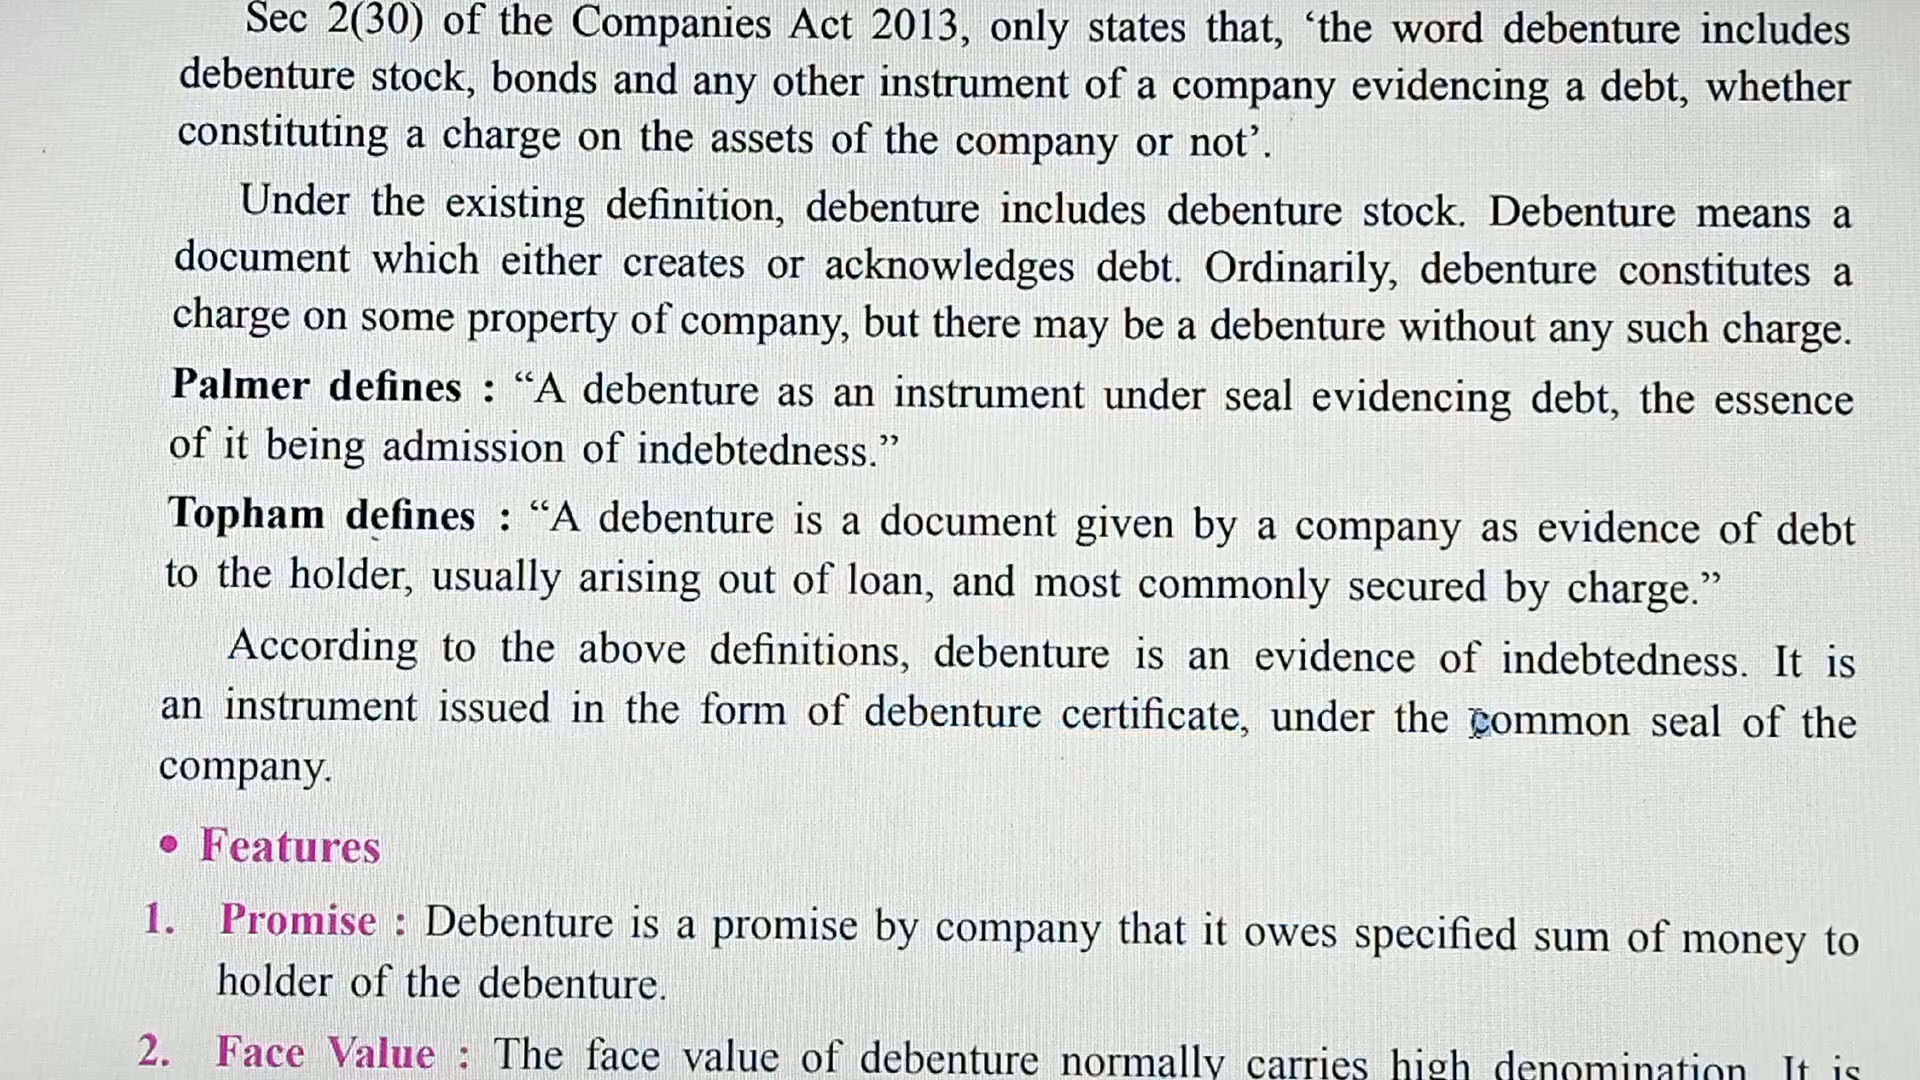 Sec 2(30) of the Companies Act 2013, only states that, ‘the word debenture includes
debenture stock, bonds and any other instrument of a company evidencing a debt, whether
constituting a charge on the assets of the company or not’.
Under the existing definition, debenture includes debenture stock. Debenture means a
document which either creates or acknowledges debt. Ordinarily, debenture constitutes a
charge on some property of company, but there may be a debenture without any such charge.
Palmer defines : “A debenture as an instrument under seal evidencing debt, the essence
of it being admission of indebtedness.”
Topham defines : “A debenture is a document given by a company as evidence of debt
to the holder, usually arising out of loan, and most commonly secured by charge.”
According to the above definitions, debenture is an evidence of indebtedness. It is
an instrument issued in the form of debenture certificate, under the common seal of the
company.
• Features
1. Promise : Debenture is a promise by company that it owes specified sum of money to
holder of the debenture.
2. Face Value : The face value of debenture normally carries high denomination. It is